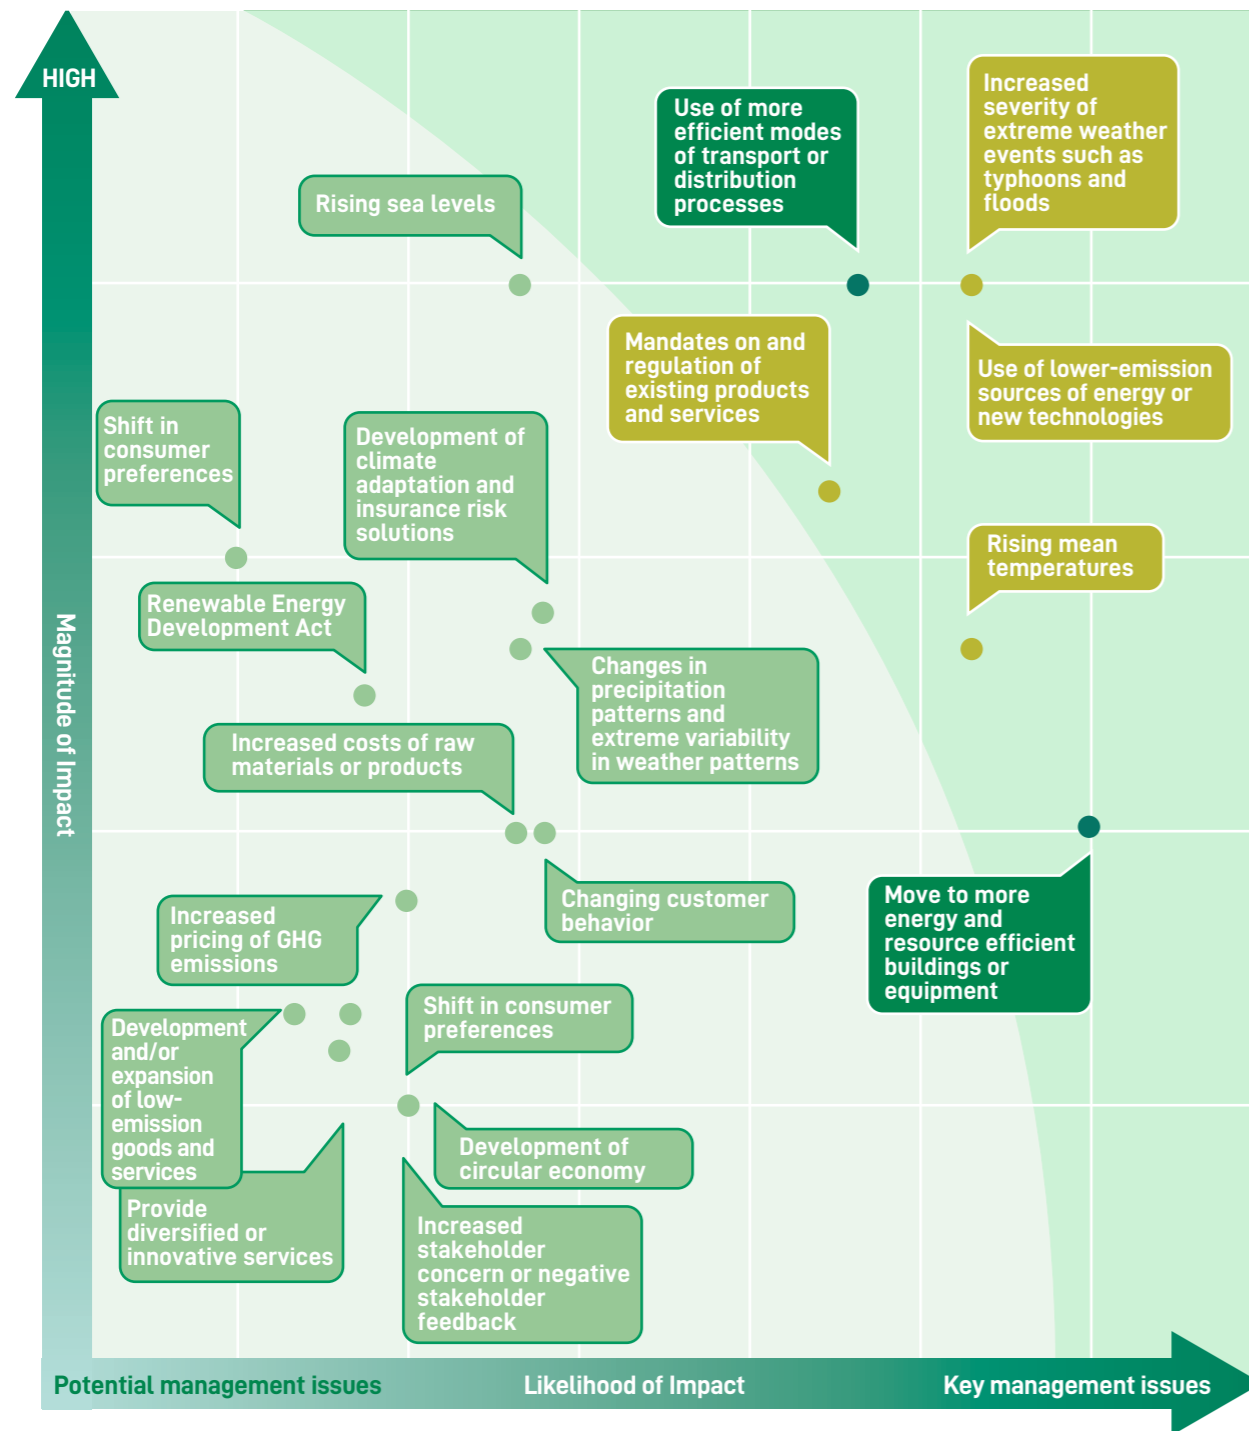 HIGH
Increased
severity of
extreme weather
events such as
typhoons and
floods
Use of more
efficient modes
of transport or
distribution
processes
Rising sea levels
Mandates on and
regulation of
existing products
and services
Use of lower-emission
sources of energy or
new technologies
Shift in
consumer
preferences
Development of
climate
adaptation and
insurance risk
solutions
Rising mean
temperatures
Renewable Energy
Development Act
Magnitude of Impact
Changes in
precipitation
patterns and
extreme variability
in weather patterns
Increased costs of raw
materials or products
Changing customer
behavior
Move to more
energy and
resource efficient
buildings or
equipment
Increased
pricing of GHG
emissions
Shift in consumer
preferences
Development
and/or
expansion
of low-
emission
goods and
services
Development of
circular economy
Provide
diversified or
innovative services
Increased
stakeholder
concern or negative
stakeholder
feedback
Potential management issues
Likelihood of Impact
Key management issues